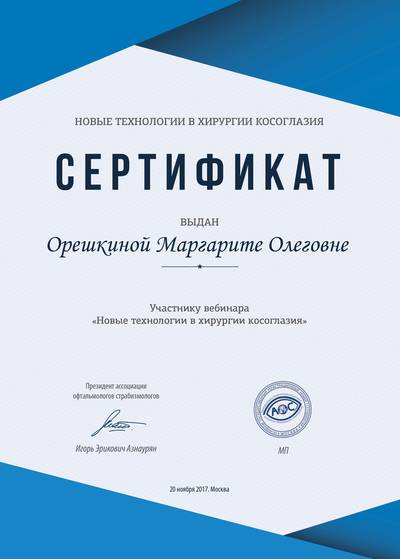 НОВЫЕ ТЕХНОЛОГИИ В ХИРУРГИИ КОСОГЛАЗИЯ
СЕРТИФИКАТ
ВЫДАН
Орешкиной Маргарите Олеговне
Участнику вебинара
«Новые технологии в хирургии косоглазия»
Президент ассоциации
офтальмологов страбизмологов
Игорь Эрикович Азнаурян
АОС
МП
20 ноября 2017. Москва